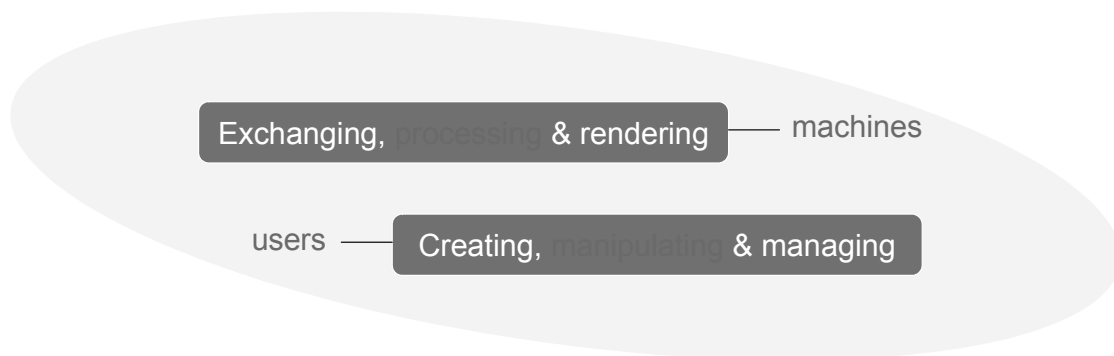 Exchanging, processing & rendering
machines
users
Creating, manipulating & managing